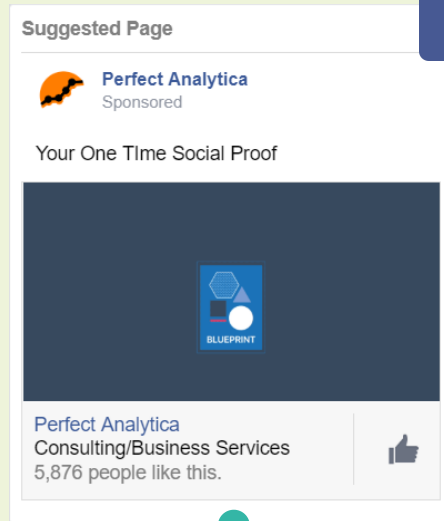 Suggested Page
Perfect Analytica
Sponsored
Your One TIme Social Proof
BLUEPRINT
Perfect Analytica
Consulting/Business Services
5,876 people like this.